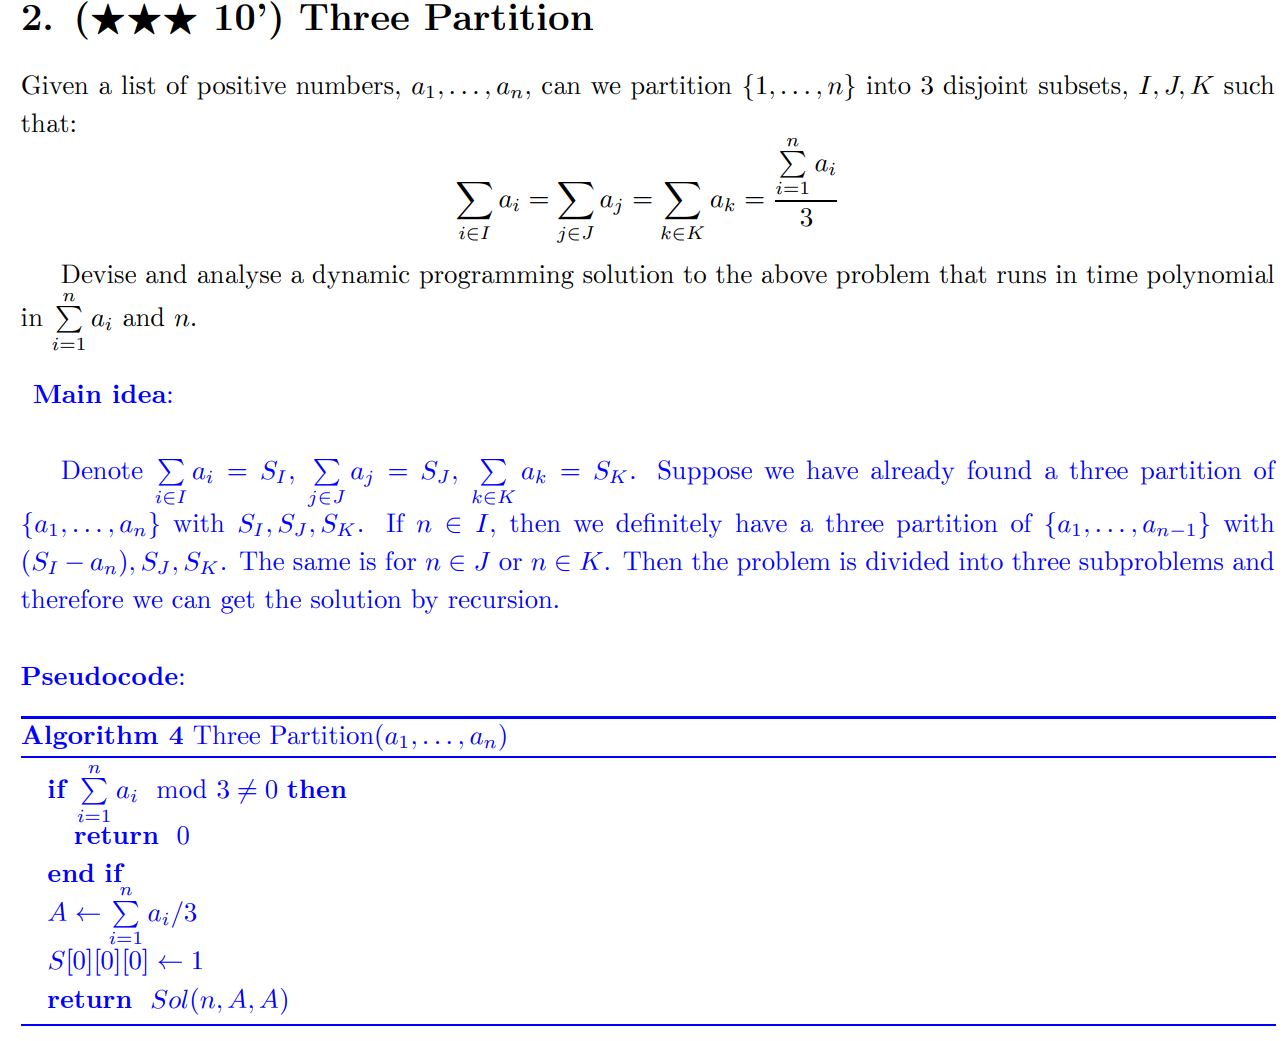 2. (★★★ 10’) Three Partition
Given a list of positive numbers, $a_1, \ldots, a_n$, can we partition $\{1, \ldots, n\}$ into 3 disjoint subsets, $I, J, K$ such
that:
$$\sum_{i \in I} a_i = \sum_{j \in J} a_j = \sum_{k \in K} a_k = \frac{\sum_{i=1}^{n} a_i}{3}$$
Devise and analyse a dynamic programming solution to the above problem that runs in time polynomial
in $\sum_{i=1}^{n} a_i$ and $n$.
Main idea:
Denote $\sum_{i \in I} a_i = S_I$, $\sum_{j \in J} a_j = S_J$, $\sum_{k \in K} a_k = S_K$. Suppose we have already found a three partition of
$\{a_1, \ldots, a_n\}$ with $S_I, S_J, S_K$. If $n \in I$, then we definitely have a three partition of $\{a_1, \ldots, a_{n-1}\}$ with
$(S_I - a_n), S_J, S_K$. The same is for $n \in J$ or $n \in K$. Then the problem is divided into three subproblems and
therefore we can get the solution by recursion.
Pseudocode:
Algorithm 4 Three Partition$(a_1, \ldots, a_n)$
if $\sum_{i=1}^{n} a_i \mod 3 \neq 0$ then
return 0
end if
$A \leftarrow \sum_{i=1}^{n} a_i / 3$
$S[0][0][0] \leftarrow 1$
return $Sol(n, A, A)$